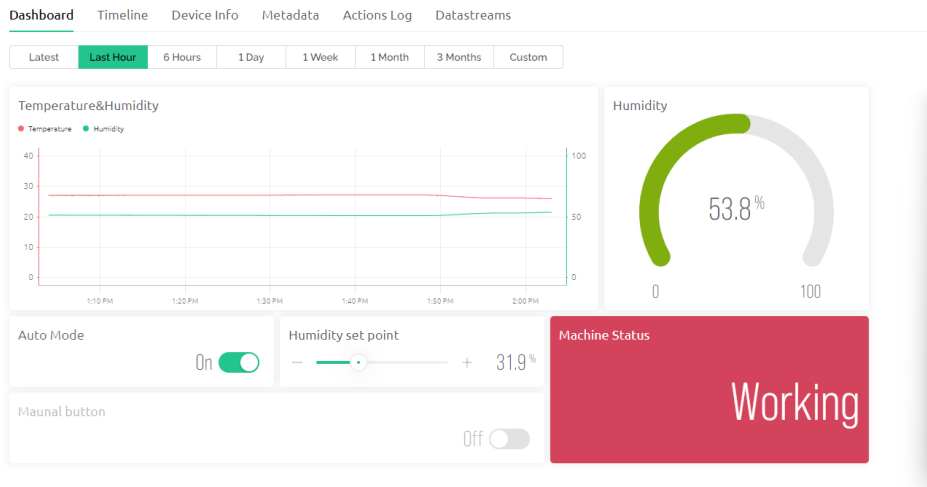 Dashboard Timeline Device Info Metadata Actions Log Datastreams
Latest Last Hour 6 Hours 1 Day 1 Week 1 Month 3 Months Custom
Temperature&Humidity
Temperature Humidity
40 100
30
20 50
10
0 0
1:10 PM 1:20 PM 1:30 PM 1:40 PM 1:50 PM 2:00 PM
Humidity
53.8 %
0 100
Auto Mode
On
Humidity set point
− + 31.9 %
Machine Status
Working
Maunal button
Off